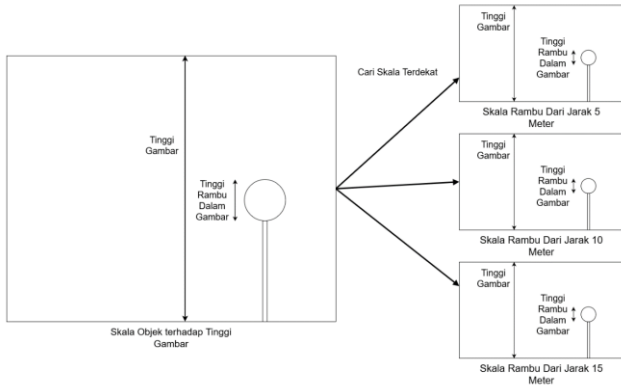 Tinggi
Gambar
Tinggi
Rambu
Dalam
Gambar
Skala Objek terhadap Tinggi
Gambar
Cari Skala Terdekat
Tinggi
Gambar
Tinggi
Rambu
Dalam
Gambar
Skala Rambu Dari Jarak 5
Meter
Tinggi
Gambar
Tinggi
Rambu
Dalam
Gambar
Skala Rambu Dari Jarak 10
Meter
Tinggi
Gambar
Tinggi
Rambu
Dalam
Gambar
Skala Rambu Dari Jarak 15
Meter